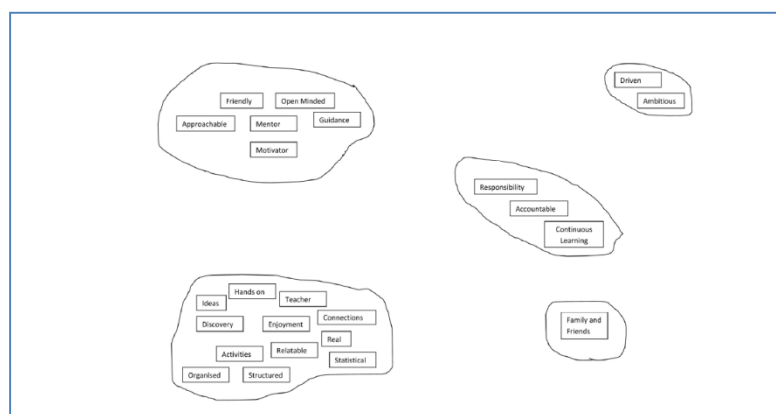 Friendly
Open Minded
Approachable
Mentor
Guidance
Motivator
Driven
Ambitious
Responsibility
Accountable
Continuous
Learning
Hands on
Ideas
Teacher
Discovery
Enjoyment
Connections
Real
Activities
Relatable
Statistical
Organised
Structured
Family and
Friends